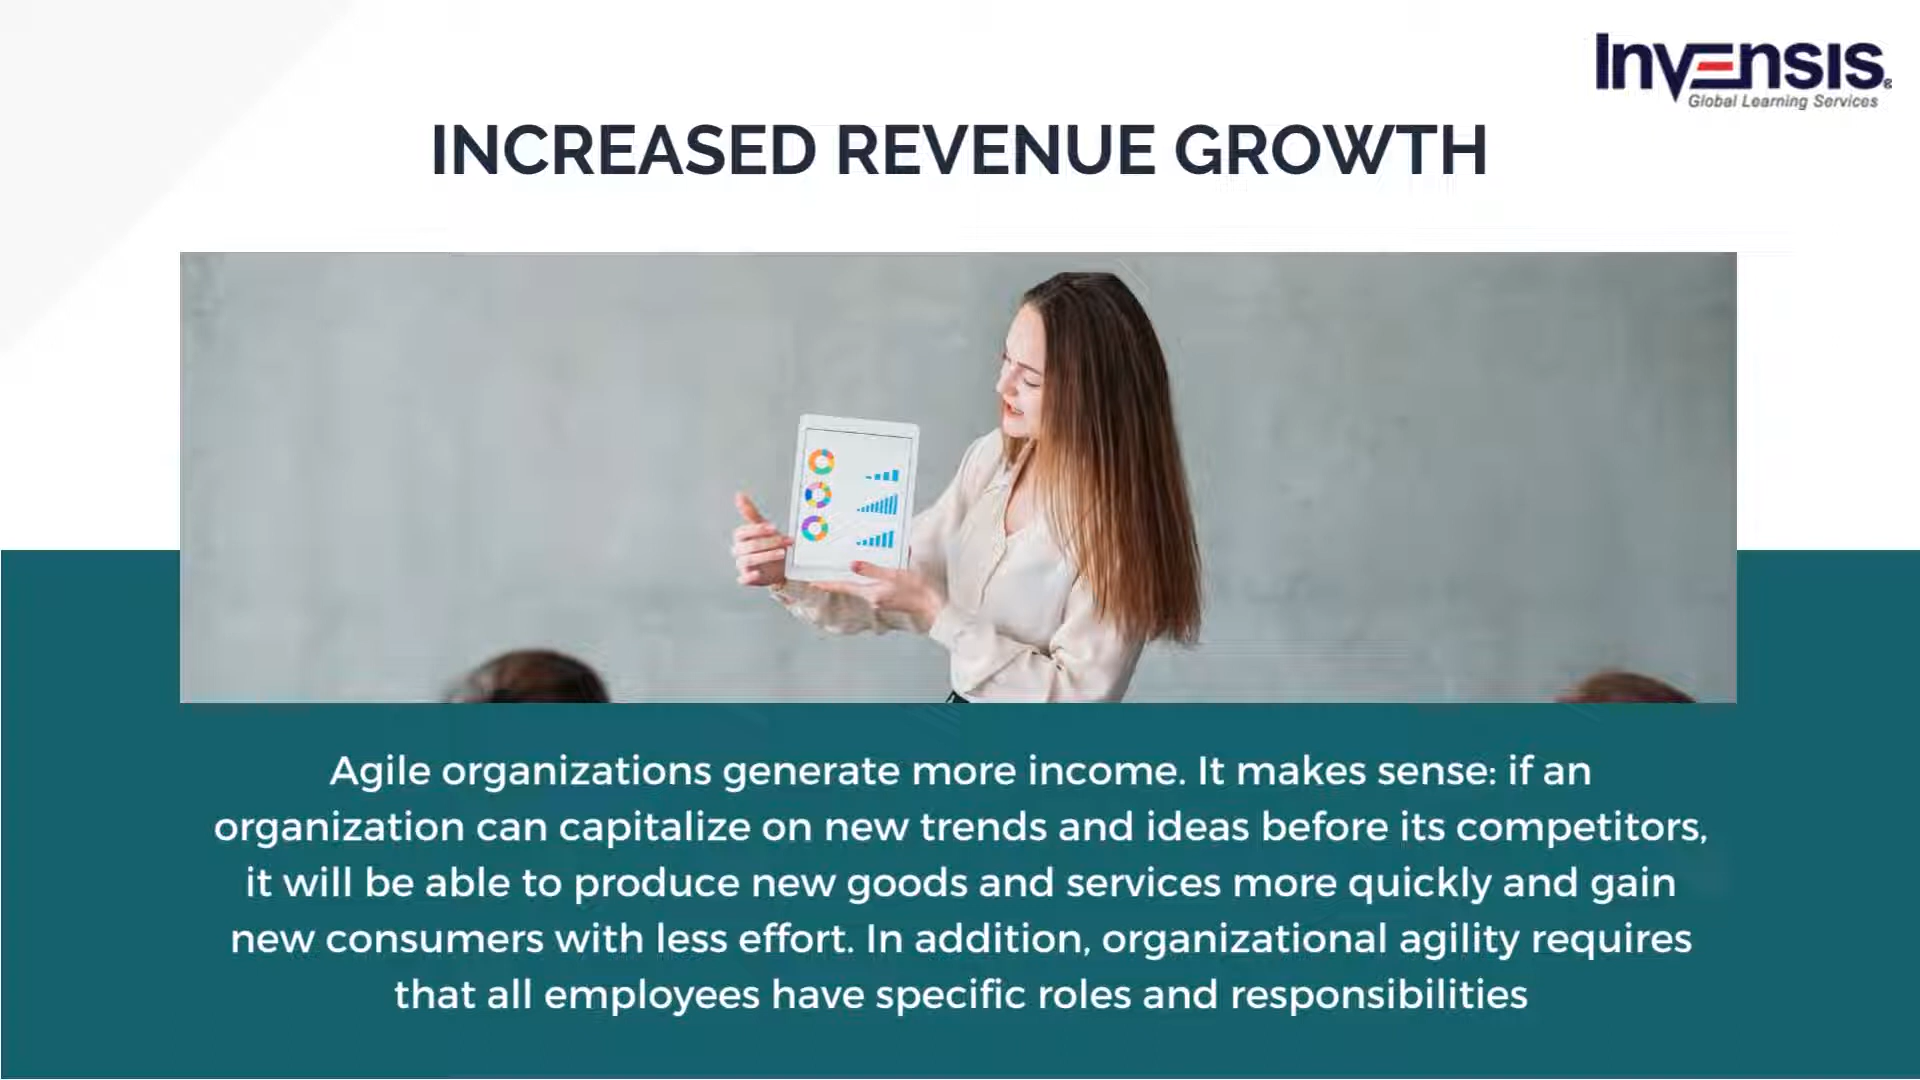 Invensis
Global Learning Services
INCREASED REVENUE GROWTH
Agile organizations generate more income. It makes sense: if an
organization can capitalize on new trends and ideas before its competitors,
it will be able to produce new goods and services more quickly and gain
new consumers with less effort. In addition, organizational agility requires
that all employees have specific roles and responsibilities